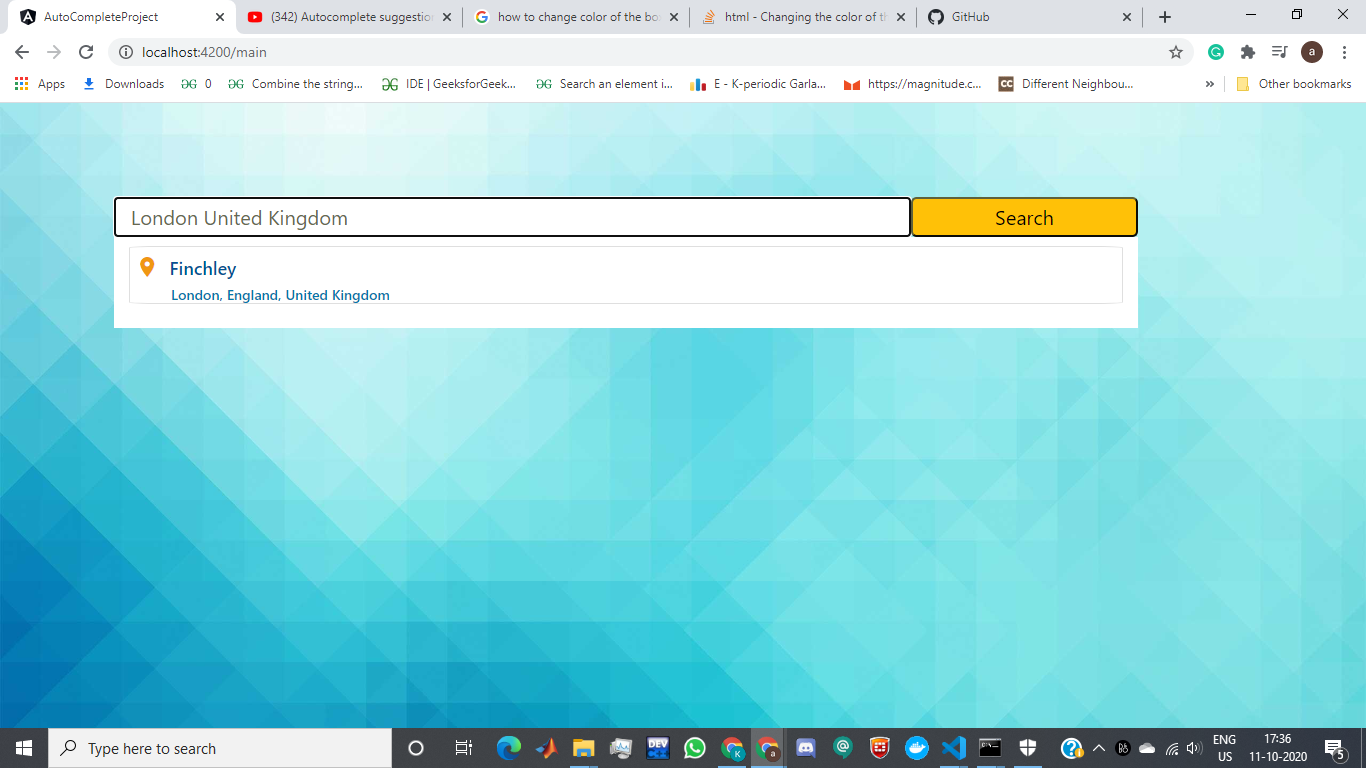 AutoCompleteProject
(342) Autocomplete suggestion
how to change color of the bo
html - Changing the color of th
GitHub
localhost:4200/main
a
Apps
Downloads
0
Combine the string...
IDE | GeeksforGeek...
Search an element i...
E - K-periodic Garla...
https://magnitude.c...
CC
Different Neighbou...
»
Other bookmarks
London United Kingdom
Search
Finchley
London, England, United Kingdom
Type here to search
DEV
K
a
ENG
US
17:36
11-10-2020
5